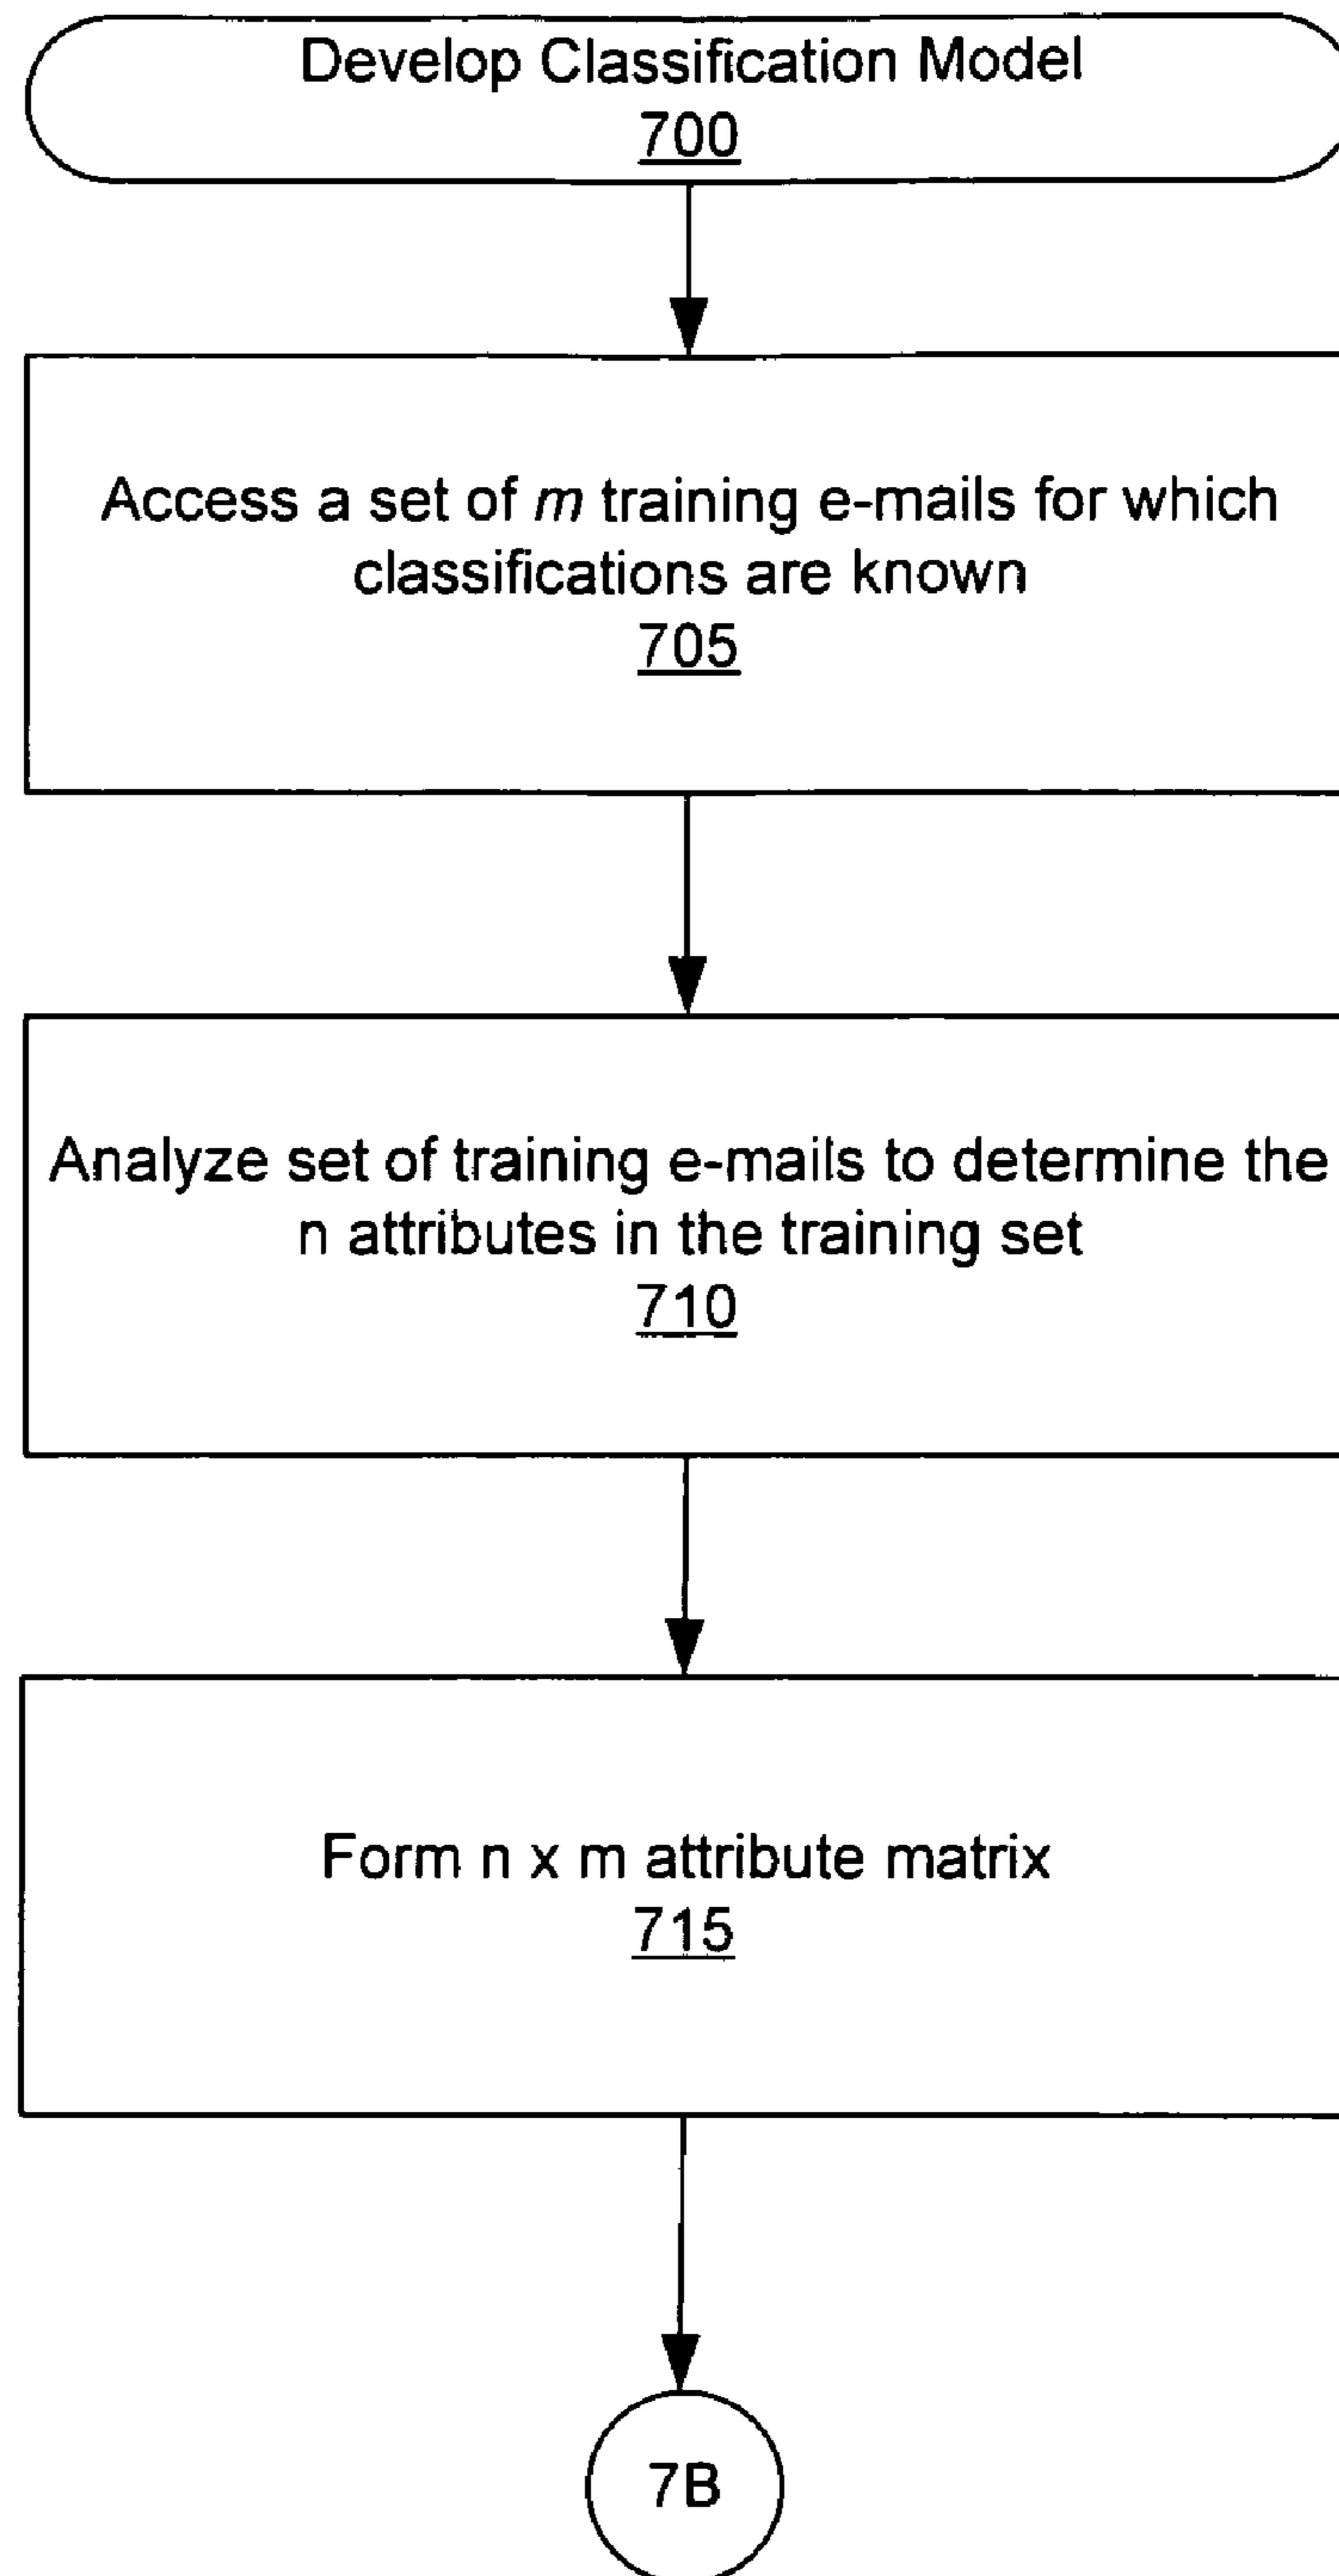 Develop Classification Model
700
Access a set of m training e-mails for which
classifications are known
705
Analyze set of training e-mails to determine the
n attributes in the training set
710
Form n x m attribute matrix
715
7B